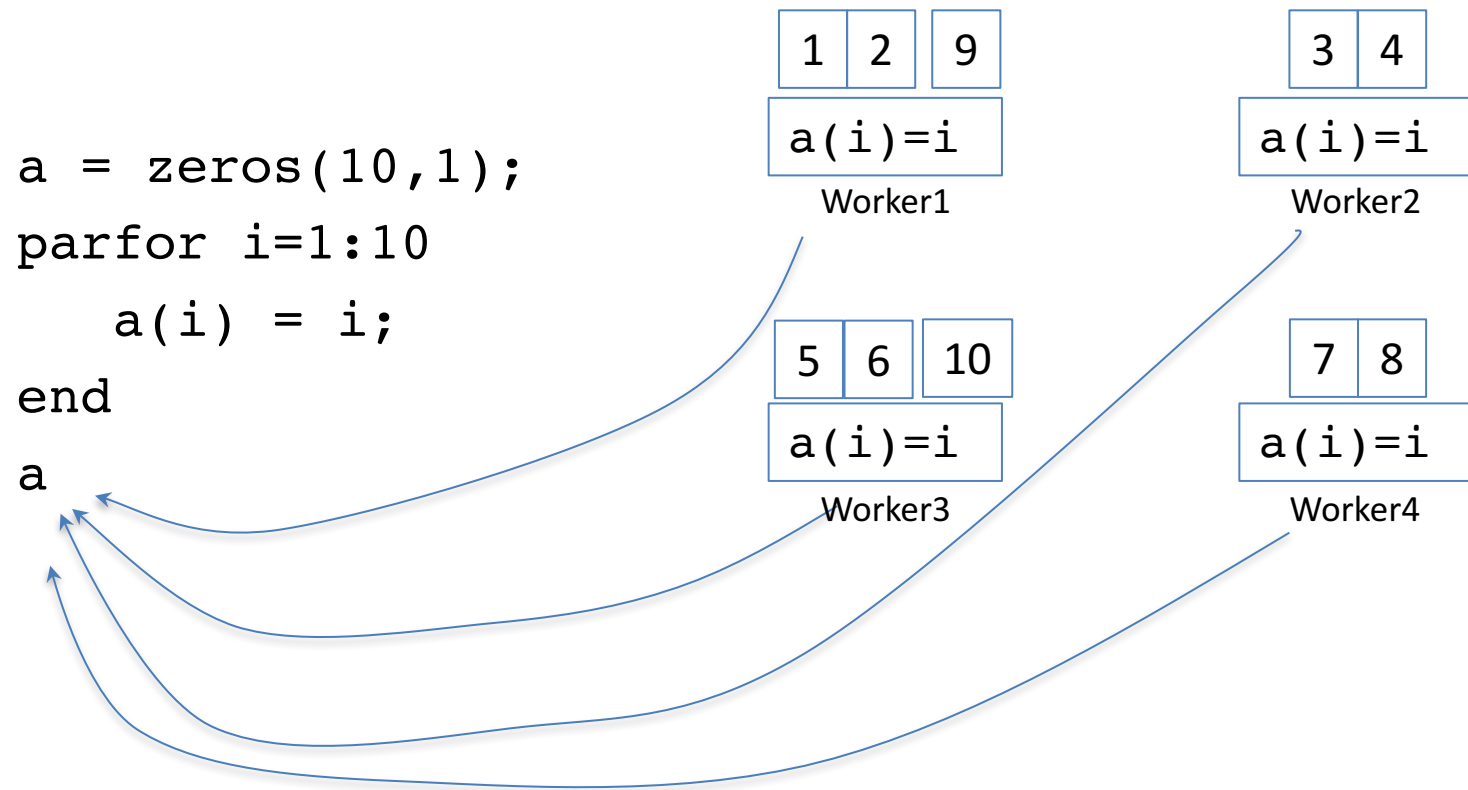 a = zeros(10,1);
parfor i=1:10
a(i) = i;
end
a
1 2 9
a(i)=i
Worker1
3 4
a(i)=i
Worker2
5 6 10
a(i)=i
Worker3
7 8
a(i)=i
Worker4